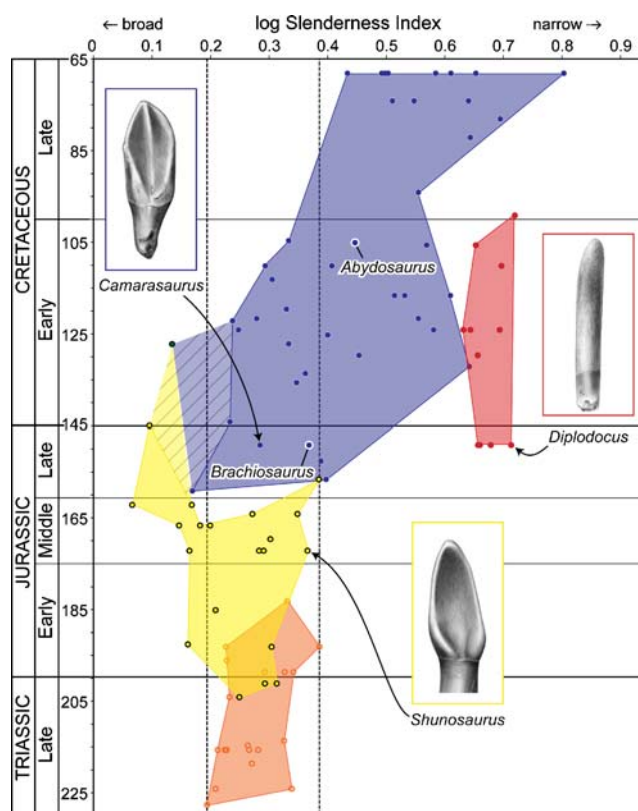 ← broad log Slenderness Index narrow →
0 0.1 0.2 0.3 0.4 0.5 0.6 0.7 0.8 0.9
65
Late
85
CRETACEOUS
105
Abydosaurus
Camarasaurus
Early
125
145
Diplodocus
Late
Brachiosaurus
JURASSIC
Middle
165
Early
185
Shunosaurus
205
TRIASSIC
Late
225